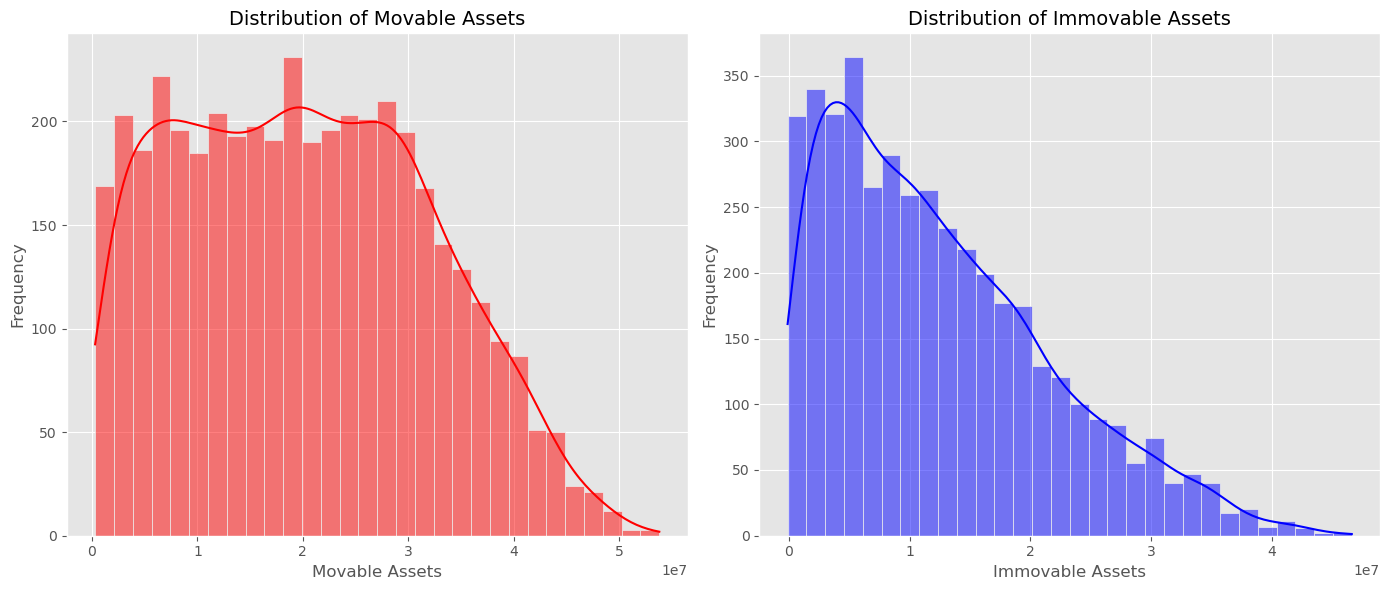 Distribution of Movable Assets
Frequency
200
150
100
50
0
0 1 2 3 4 5
1e7
Movable Assets
Distribution of Immovable Assets
Frequency
350
300
250
200
150
100
50
0
0 1 2 3 4
1e7
Immovable Assets